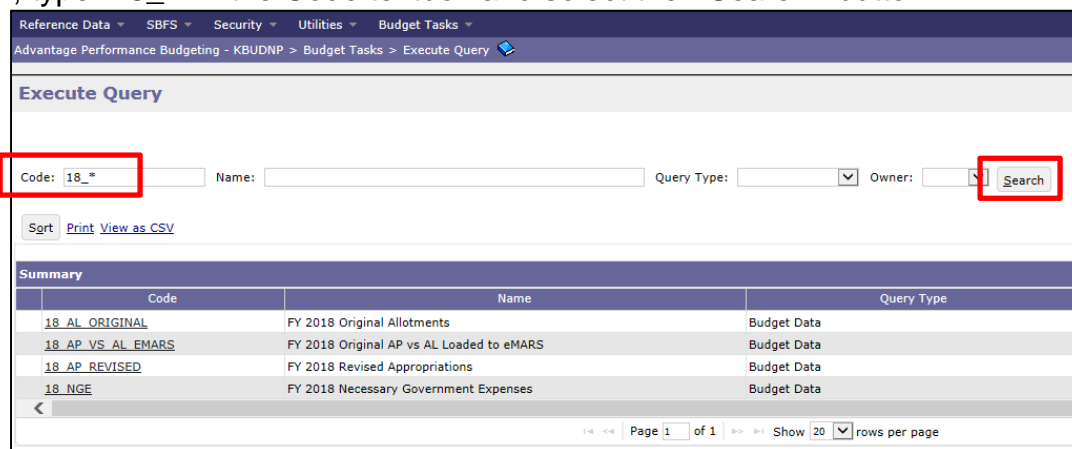 Reference Data SBFS Security Utilities Budget Tasks
Advantage Performance Budgeting - KBUDNP > Budget Tasks > Execute Query
Execute Query
Code: 18_* Name: Query Type: Owner: Search
Sort Print View as CSV
Summary
Code Name Query Type
18_AL_ORIGINAL FY 2018 Original Allotments Budget Data
18_AP_VS_AL_EMARS FY 2018 Original AP vs AL Loaded to eMARS Budget Data
18_AP_REVISED FY 2018 Revised Appropriations Budget Data
18_NGE FY 2018 Necessary Government Expenses Budget Data
Page 1 of 1 Show 20 rows per page